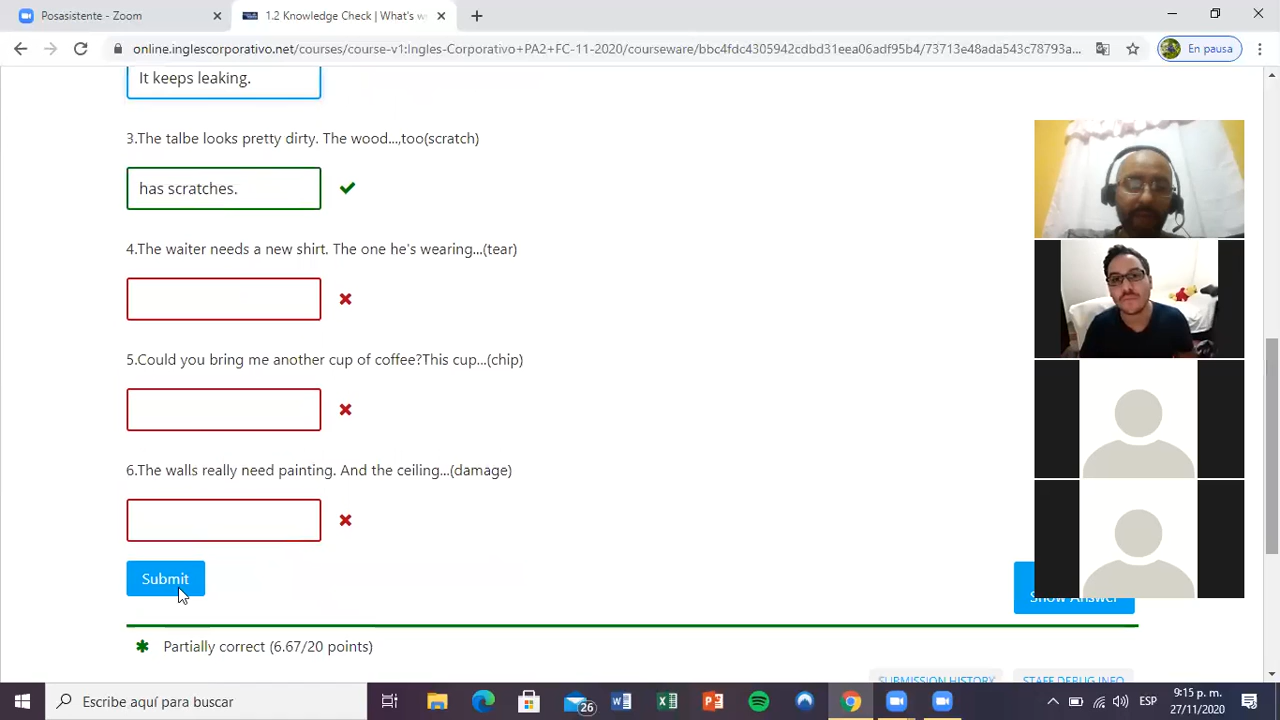 Posasistente - Zoom
1.2 Knowledge Check | What's w
online.inglescorporativo.net/courses/course-v1:Ingles-Corporativo+PA2+FC-11-2020/courseware/bbc4fdc4305942cdbd31eea06adf95b4/73713e48ada543c78793a...
En pausa
It keeps leaking.
3.The talbe looks pretty dirty. The wood...,too(scratch)
has scratches.
4.The waiter needs a new shirt. The one he's wearing...(tear)
5.Could you bring me another cup of coffee?This cup...(chip)
6.The walls really need painting. And the ceiling...(damage)
Submit
Show Answer
Partially correct (6.67/20 points)
SUBMISSION HISTORY
STAFF DEBUG INFO
Escribe aquí para buscar
26
ESP
9:15 p. m.
27/11/2020